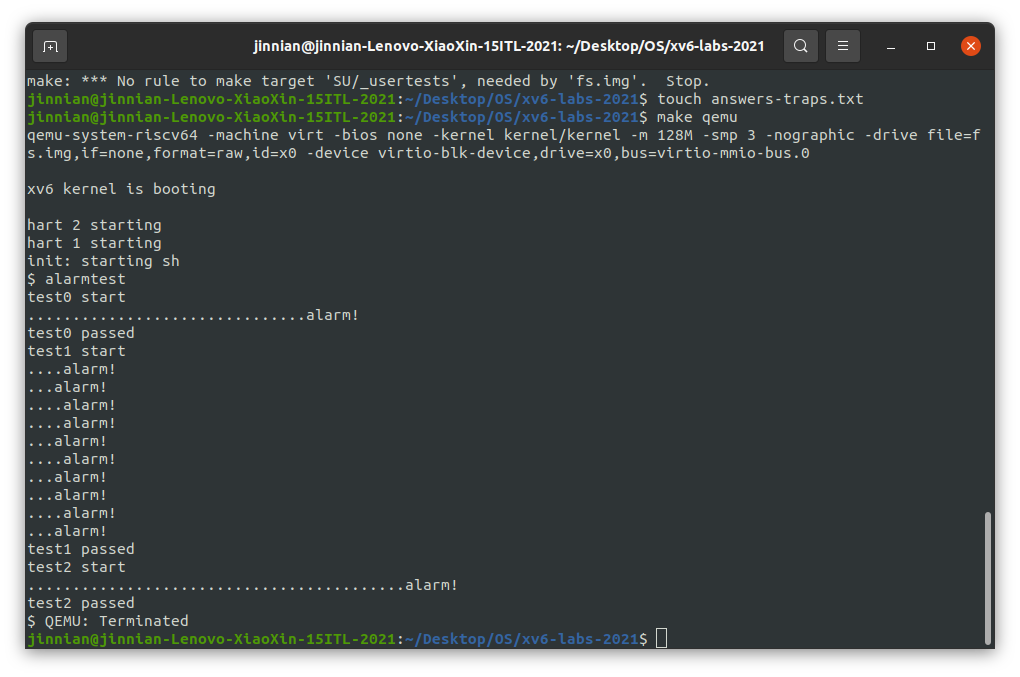 jinnian@jinnian-Lenovo-XiaoXin-15ITL-2021: ~/Desktop/OS/xv6-labs-2021
make: *** No rule to make target 'SU/_usertests', needed by 'fs.img'.  Stop.
jinnian@jinnian-Lenovo-XiaoXin-15ITL-2021:~/Desktop/OS/xv6-labs-2021$ touch answers-traps.txt
jinnian@jinnian-Lenovo-XiaoXin-15ITL-2021:~/Desktop/OS/xv6-labs-2021$ make qemu
qemu-system-riscv64 -machine virt -bios none -kernel kernel/kernel -m 128M -smp 3 -nographic -drive file=f
s.img,if=none,format=raw,id=x0 -device virtio-blk-device,drive=x0,bus=virtio-mmio-bus.0
xv6 kernel is booting
hart 2 starting
hart 1 starting
init: starting sh
$ alarmtest
test0 start
...............................alarm!
test0 passed
test1 start
....alarm!
...alarm!
....alarm!
....alarm!
...alarm!
....alarm!
...alarm!
...alarm!
....alarm!
...alarm!
test1 passed
test2 start
..........................................alarm!
test2 passed
$ QEMU: Terminated
jinnian@jinnian-Lenovo-XiaoXin-15ITL-2021:~/Desktop/OS/xv6-labs-2021$